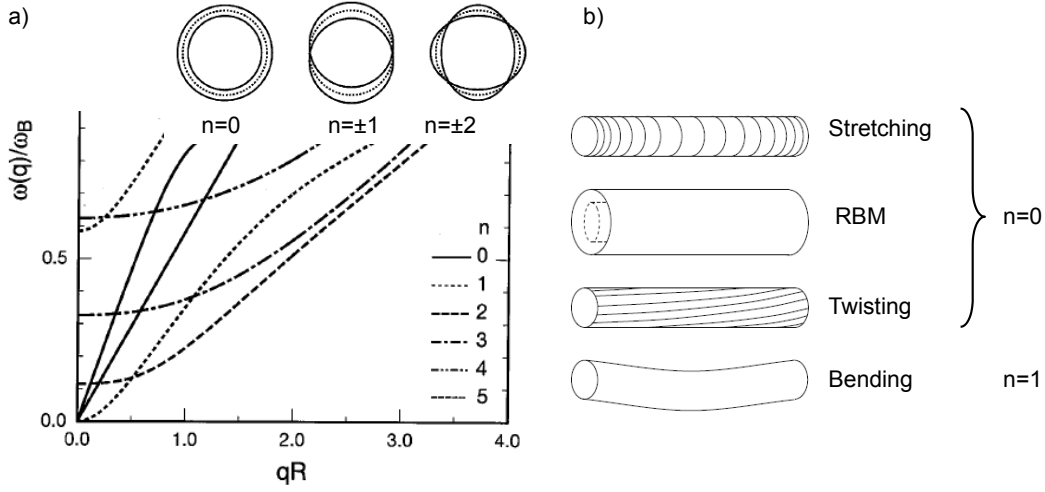 a)
n=0 n=±1 n=±2
ω(q)/ω_B
0.5
0.0
n
0
1
2
3
4
5
0.0 1.0 2.0 3.0 4.0
qR
b)
Stretching
RBM
n=0
Twisting
Bending n=1